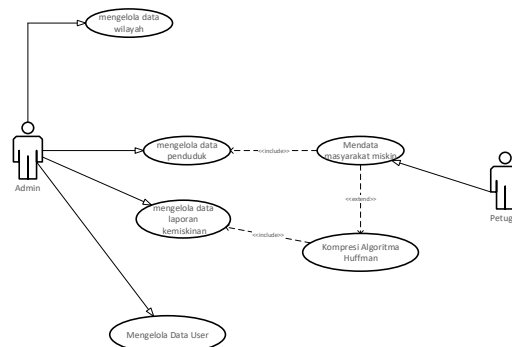 mengelola data
wilayah
mengelola data
penduduk
<<include>>
Mendata
masyarakat miskin
Admin
Petug
<<extend>>
mengelola data
laporan
kemiskinan
<<include>>
Kompresi Algoritma
Huffman
Mengelola Data User